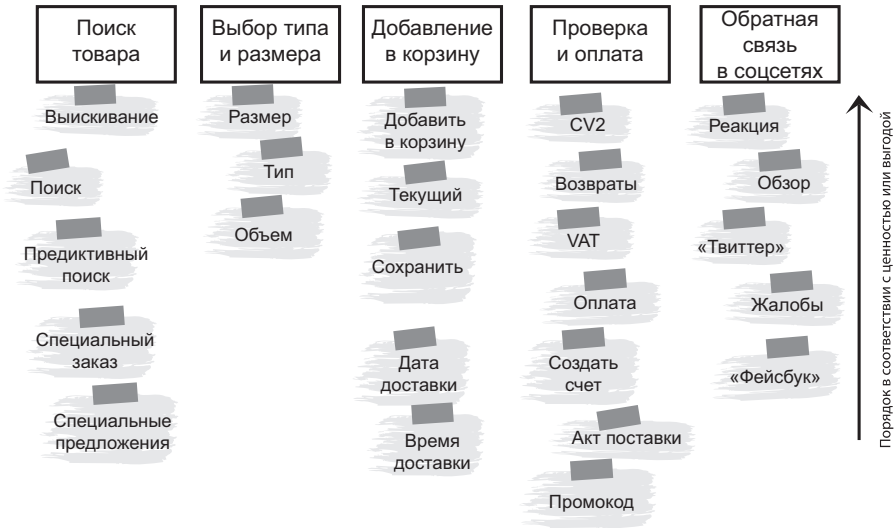 Поиск
товара
Выбор типа
и размера
Добавление
в корзину
Проверка
и оплата
Обратная
связь
в соцсетях
Выискивание
Поиск
Предиктивный
поиск
Специальный
заказ
Специальные
предложения
Размер
Тип
Объем
Добавить
в корзину
Текущий
Сохранить
Дата
доставки
Время
доставки
CV2
Возвраты
VAT
Оплата
Создать
счет
Акт поставки
Промокод
Реакция
Обзор
«Твиттер»
Жалобы
«Фейсбук»
Порядок в соответствии с ценностью или выгодой